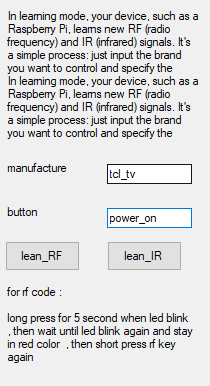 In learning mode, your device, such as a
Raspberry Pi, learns new RF (radio
frequency) and IR (infrared) signals. It's
a simple process: just input the brand
you want to control and specify the
In learning mode, your device, such as a
Raspberry Pi, learns new RF (radio
frequency) and IR (infrared) signals. It's
a simple process: just input the brand
you want to control and specify the
manufacture
tcl_tv
button
power_on
lean_RF
lean_IR
for rf code :
long press for 5 second when led blink
, then wait until led blink again and stay
in red color , then short press rf key
again